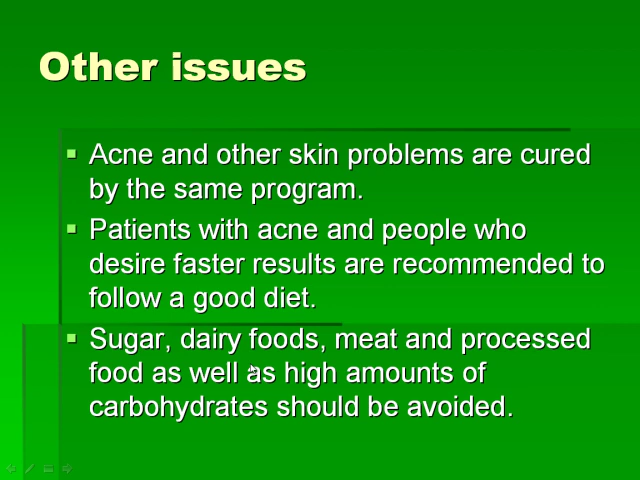 Other issues
Acne and other skin problems are cured
by the same program.
Patients with acne and people who
desire faster results are recommended to
follow a good diet.
Sugar, dairy foods, meat and processed
food as well as high amounts of
carbohydrates should be avoided.